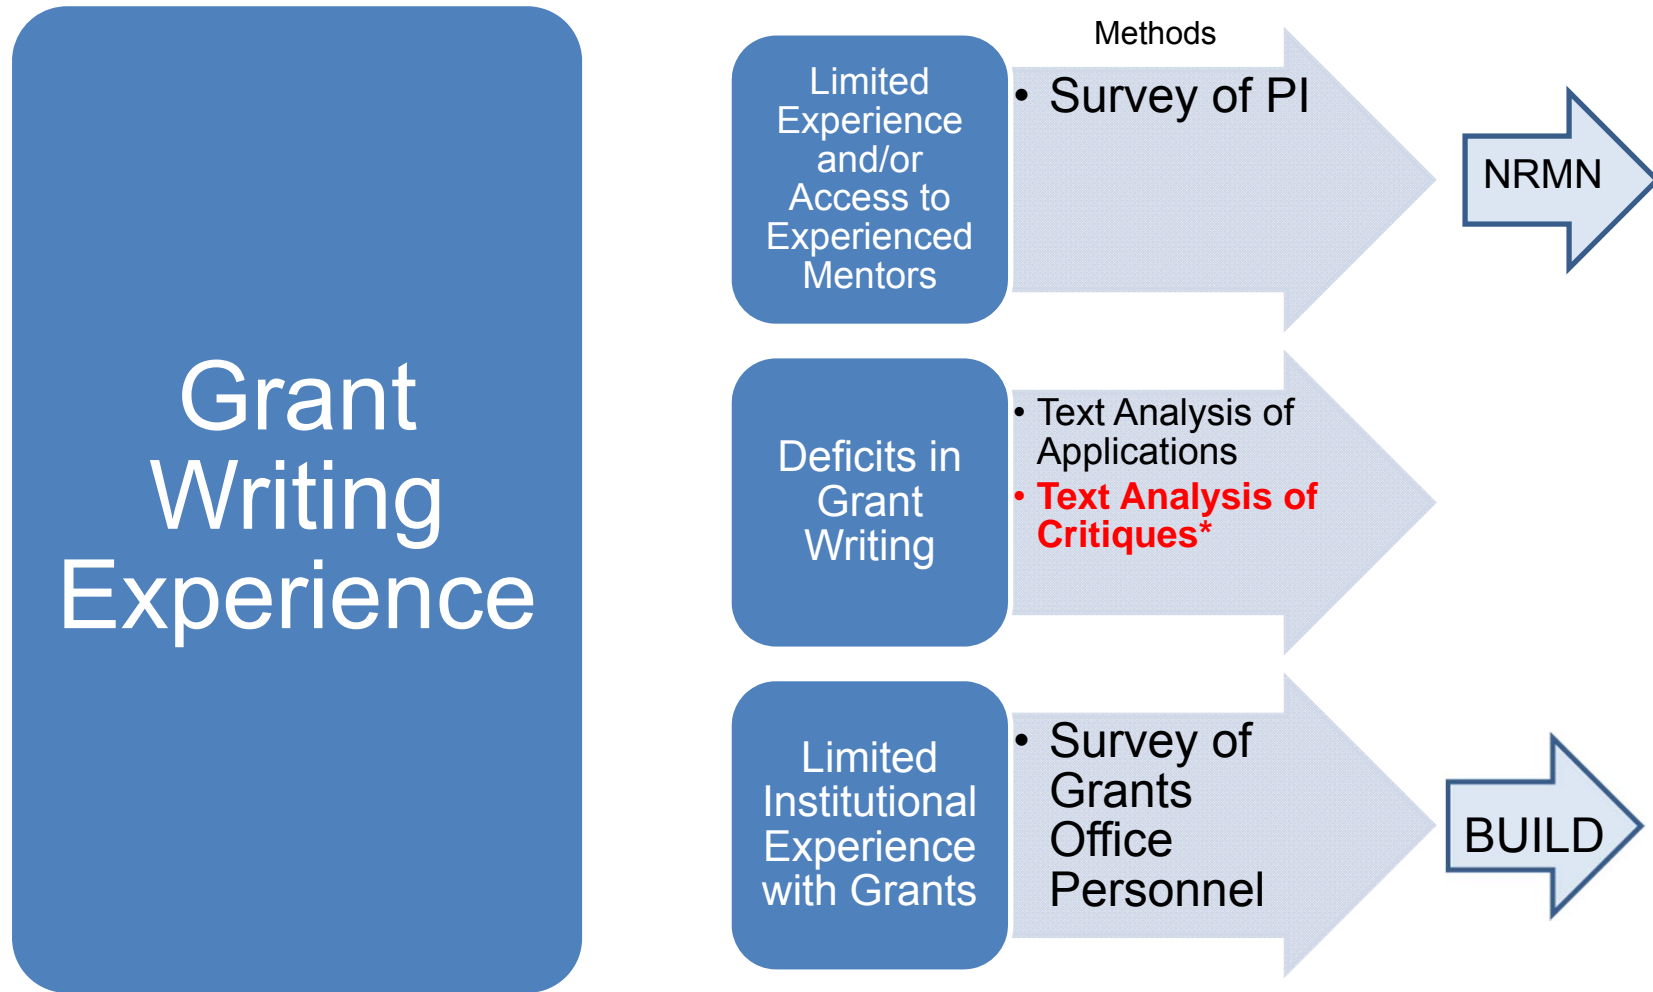 Grant
Writing
Experience
Methods
Limited
Experience
and/or
Access to
Experienced
Mentors
• Survey of PI
NRMN
Deficits in
Grant
Writing
• Text Analysis of
Applications
• Text Analysis of
Critiques*
Limited
Institutional
Experience
with Grants
• Survey of
Grants
Office
Personnel
BUILD